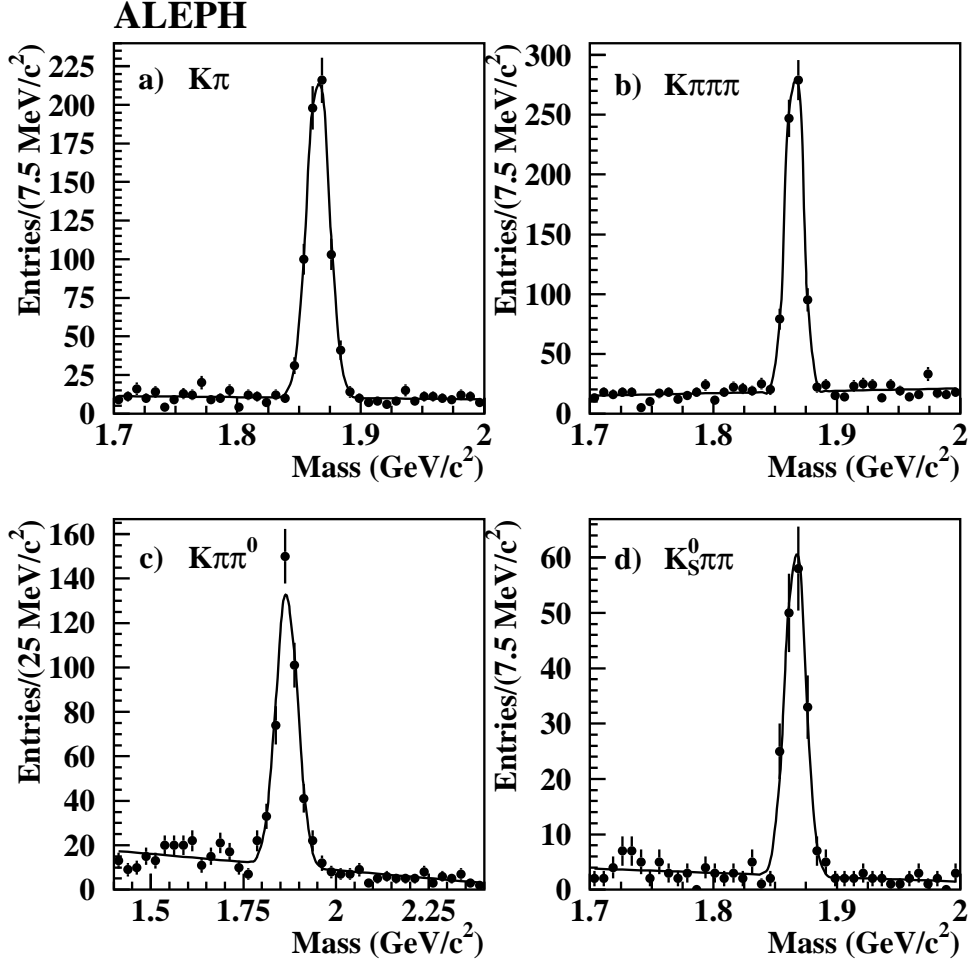 ALEPH
a) Kπ
Entries/(7.5 MeV/c²)
225
200
175
150
125
100
75
50
25
0
1.7 1.8 1.9 2
Mass (GeV/c²)
b) Kπππ
Entries/(7.5 MeV/c²)
300
250
200
150
100
50
0
1.7 1.8 1.9 2
Mass (GeV/c²)
c) Kππ⁰
Entries/(25 MeV/c²)
160
140
120
100
80
60
40
20
0
1.5 1.75 2 2.25
Mass (GeV/c²)
d) K⁰Sππ
Entries/(7.5 MeV/c²)
60
50
40
30
20
10
0
1.7 1.8 1.9 2
Mass (GeV/c²)